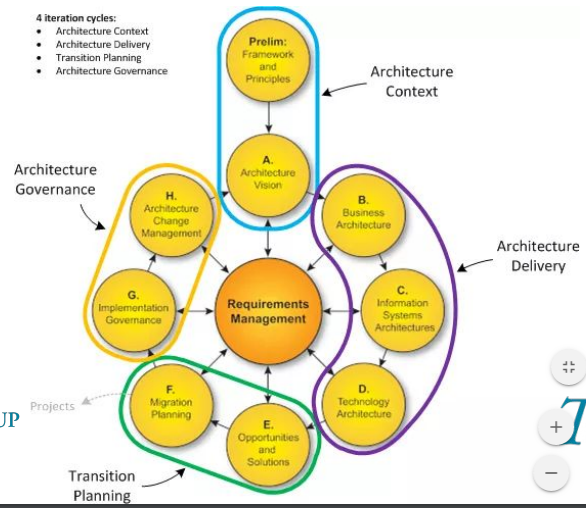 4 iteration cycles:
• Architecture Context
• Architecture Delivery
• Transition Planning
• Architecture Governance
Prelim:
Framework
and
Principles
Architecture
Context
A.
Architecture
Vision
Architecture
Governance
H.
Architecture
Change
Management
B.
Business
Architecture
Architecture
Delivery
G.
Implementation
Governance
Requirements
Management
C.
Information
Systems
Architectures
F.
Migration
Planning
D.
Technology
Architecture
Projects
UP
T
E.
Opportunities
and
Solutions
Transition
Planning
+
−